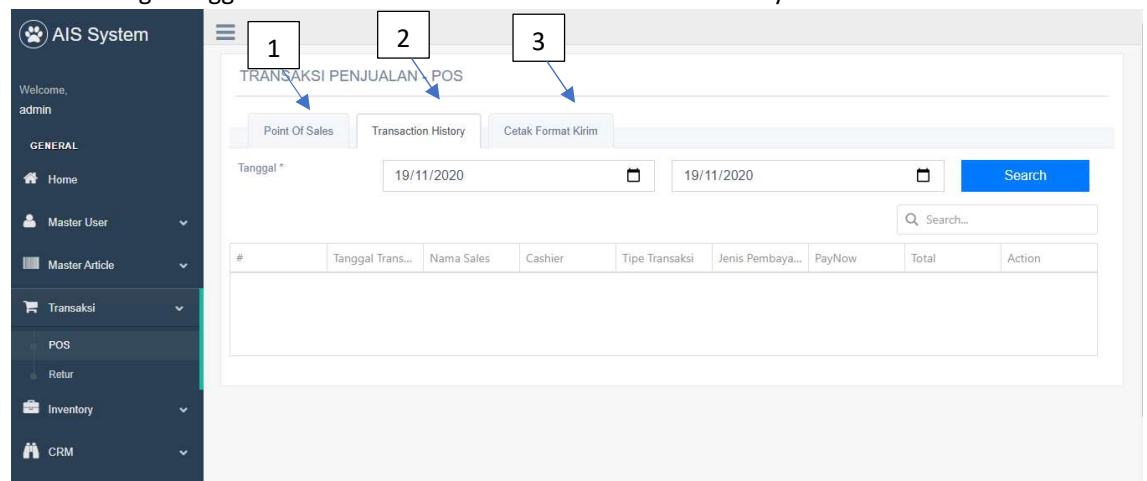 AIS System
1
2
3
TRANSAKSI PENJUALAN - POS
Welcome,
admin
Point Of Sales
Transaction History
Cetak Format Kirim
GENERAL
Tanggal *
19/11/2020
19/11/2020
Search
Home
Master User
Search...
Master Article
# Tanggal Trans... Nama Sales Cashier Tipe Transaksi Jenis Pembaya... PayNow Total Action
Transaksi
POS
Retur
Inventory
CRM